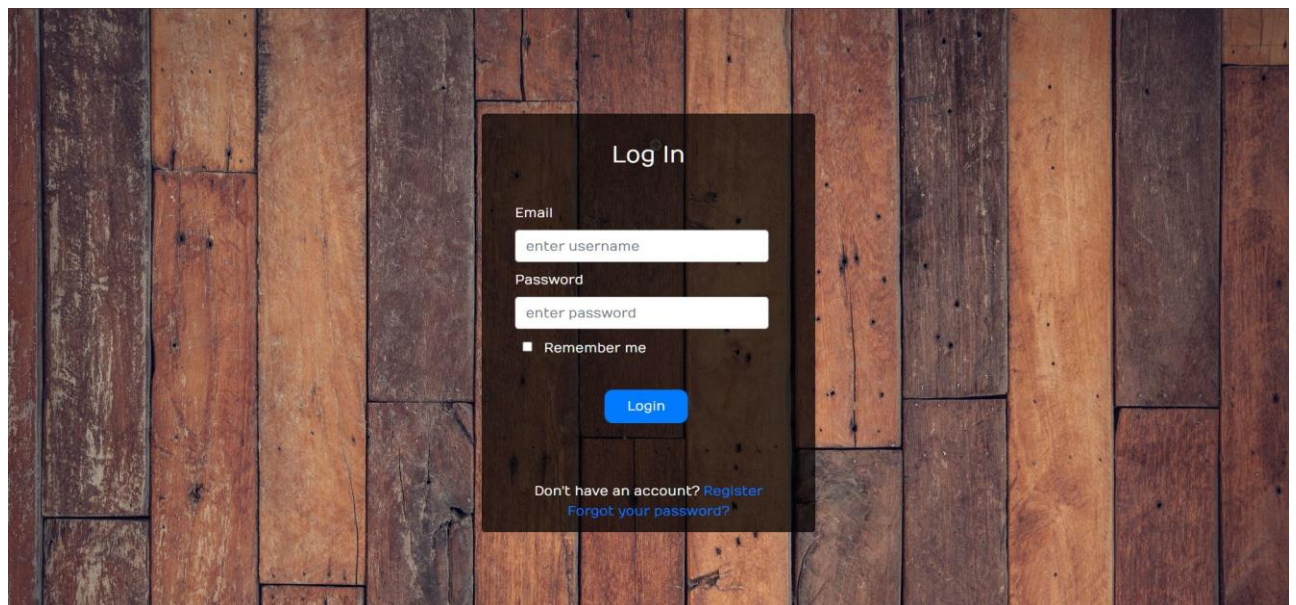 Log In
Email
enter username
Password
enter password
Remember me
Login
Don't have an account? Register
Forgot your password?